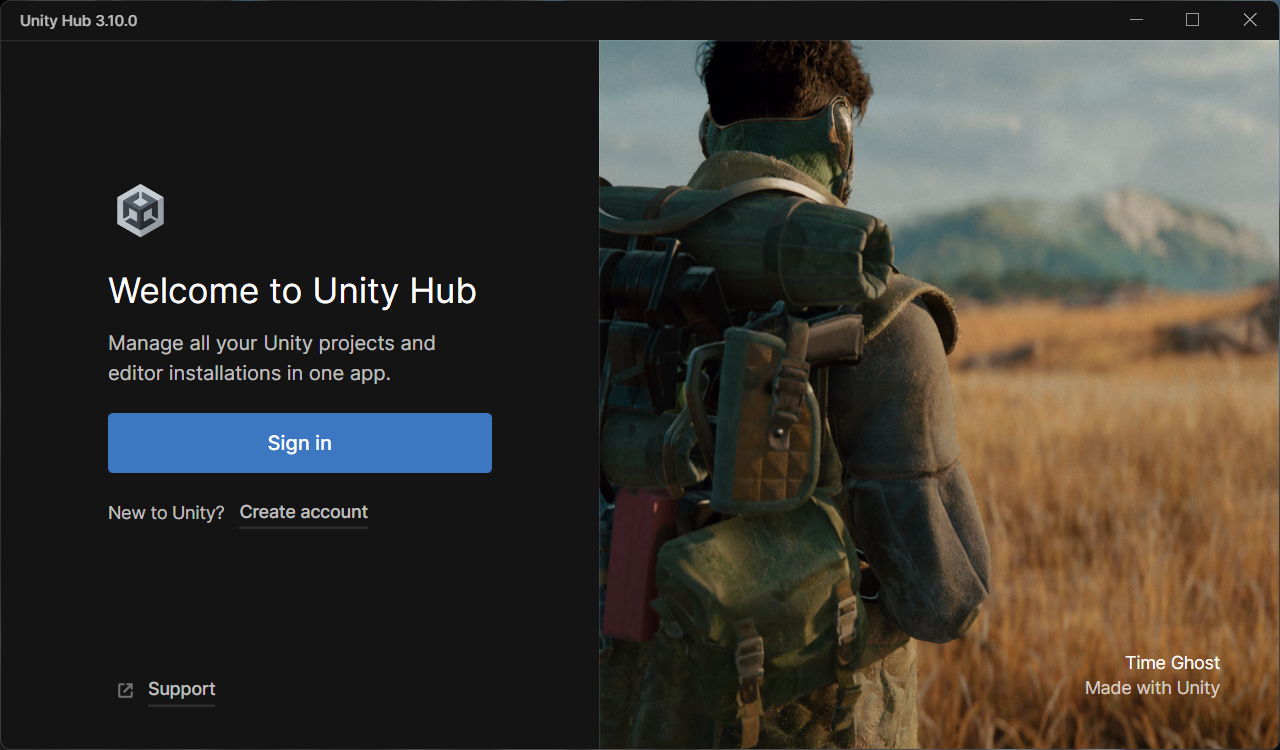 Unity Hub 3.10.0
Welcome to Unity Hub
Manage all your Unity projects and
editor installations in one app.
Sign in
New to Unity? Create account
Support
Time Ghost
Made with Unity